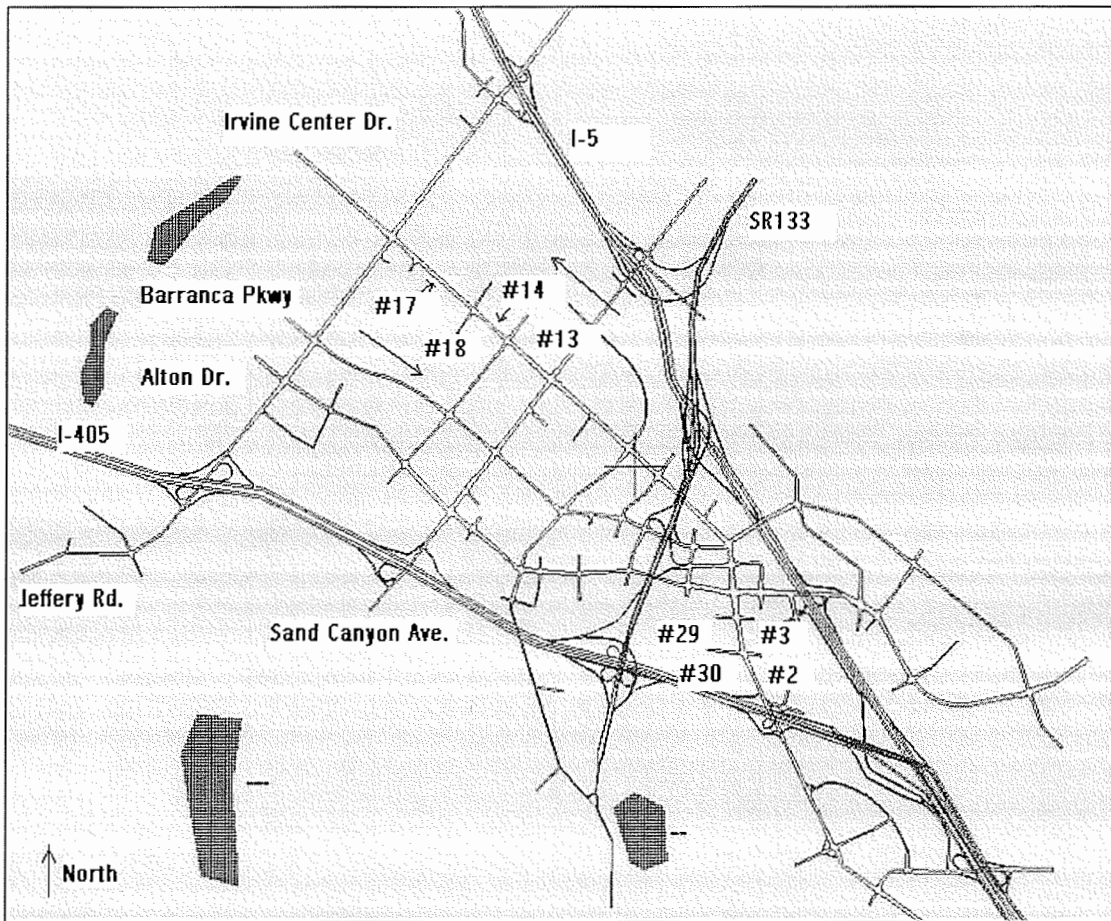 Irvine Center Dr.
I-5
SR133
Barranca Pkwy
#14
#17
#18
#13
Alton Dr.
I-405
Jeffery Rd.
Sand Canyon Ave.
#29
#3
#30
#2
North